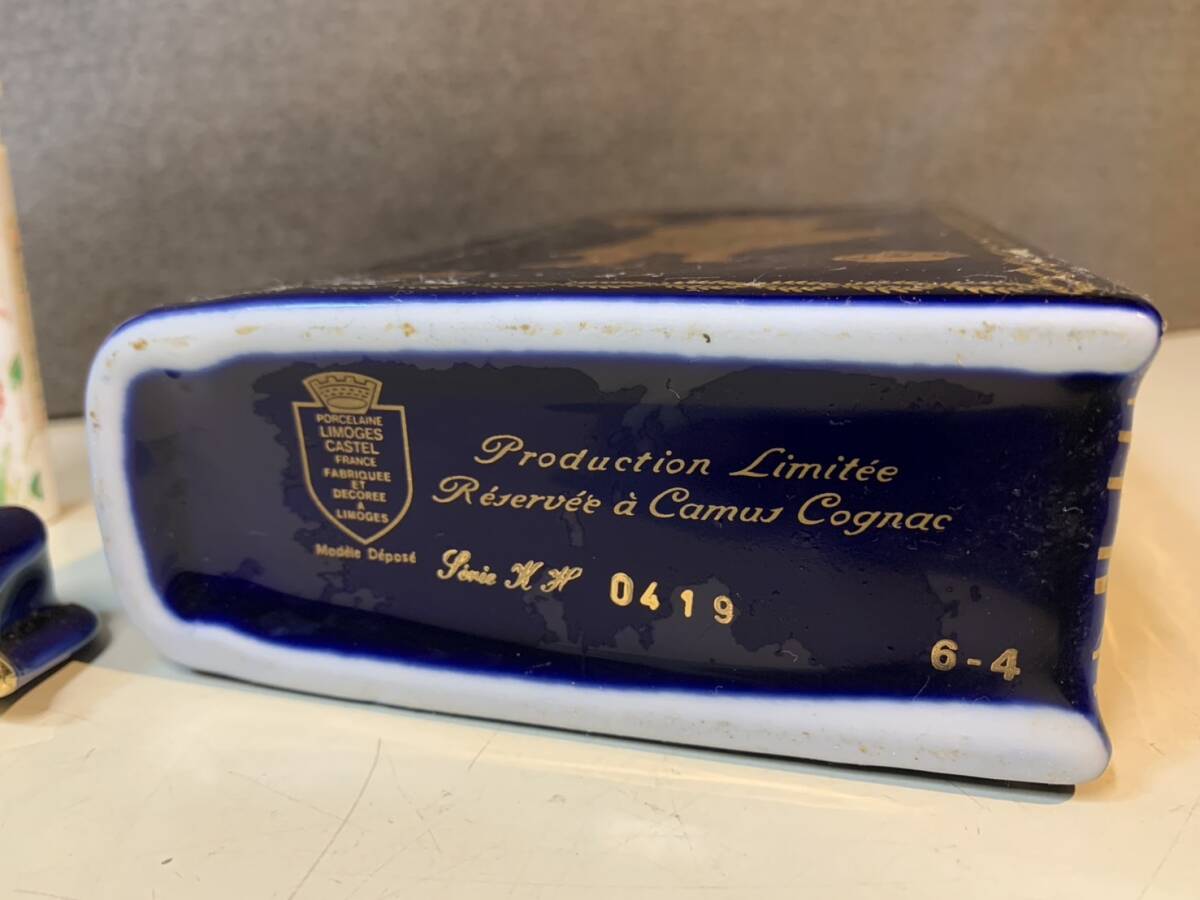 PORCELAINE
LIMOGES
CASTEL
FRANCE
FABRIQUEE
ET
DECOREE
A
LIMOGES
Modèle Déposé
Production Limitée
Réservée à Camus Cognac
Série K H 0419
6-4